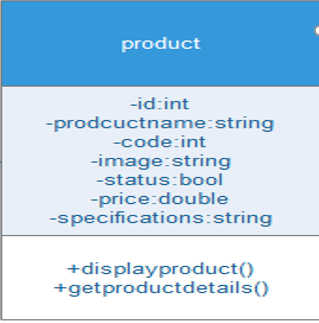 product
-id:int
-prodcuctname:string
-code:int
-image:string
-status:bool
-price:double
-specifications:string
+displayproduct()
+getproductdetails()